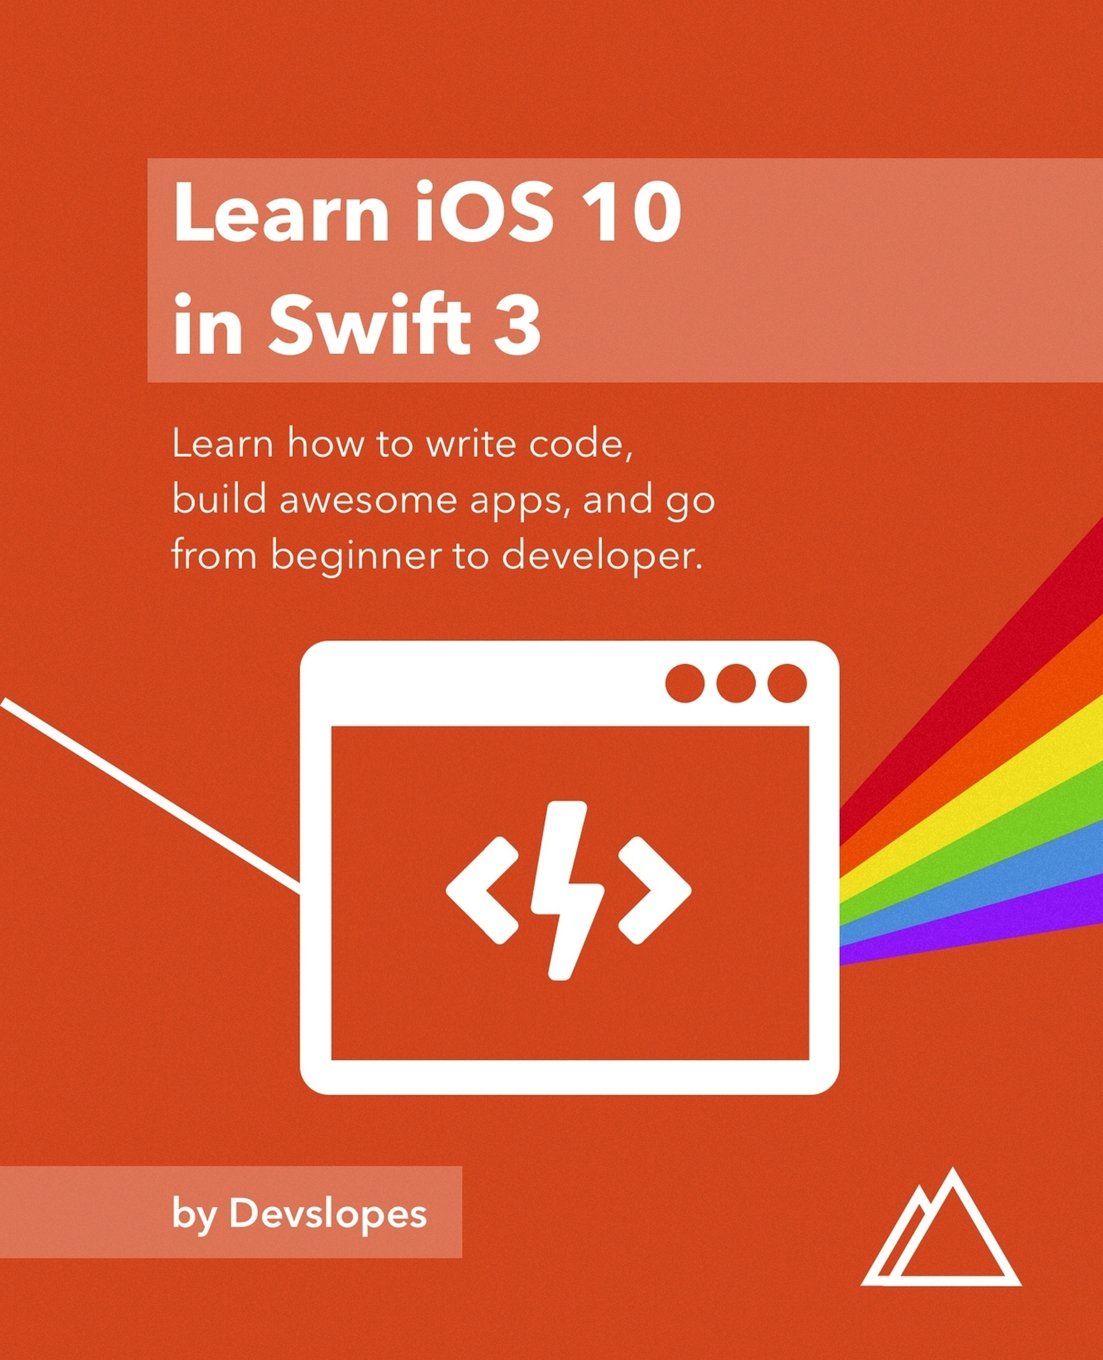 Learn iOS 10
in Swift 3
Learn how to write code,
build awesome apps, and go
from beginner to developer.
by Devslopes